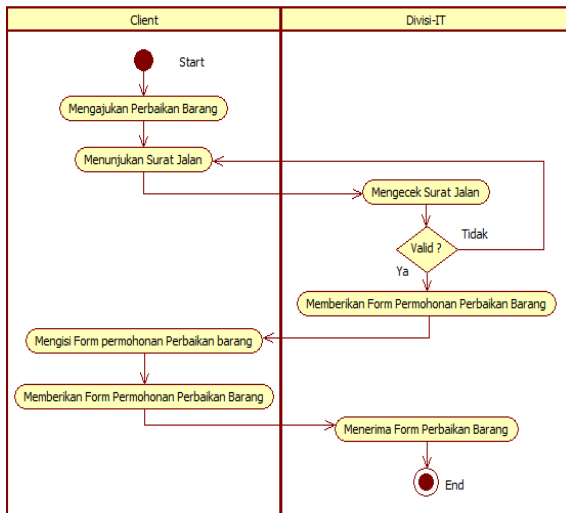 Client
Divisi-IT
Start
Mengajukan Perbaikan Barang
Menunjukan Surat Jalan
Mengecek Surat Jalan
Valid ?
Tidak
Ya
Memberikan Form Permohonan Perbaikan Barang
Mengisi Form permohonan Perbaikan barang
Memberikan Form Permohonan Perbaikan Barang
Menerima Form Perbaikan Barang
End